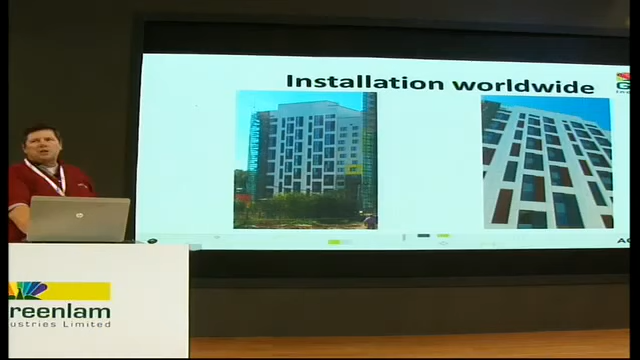 Installation worldwide
reenlam
ustries Limited